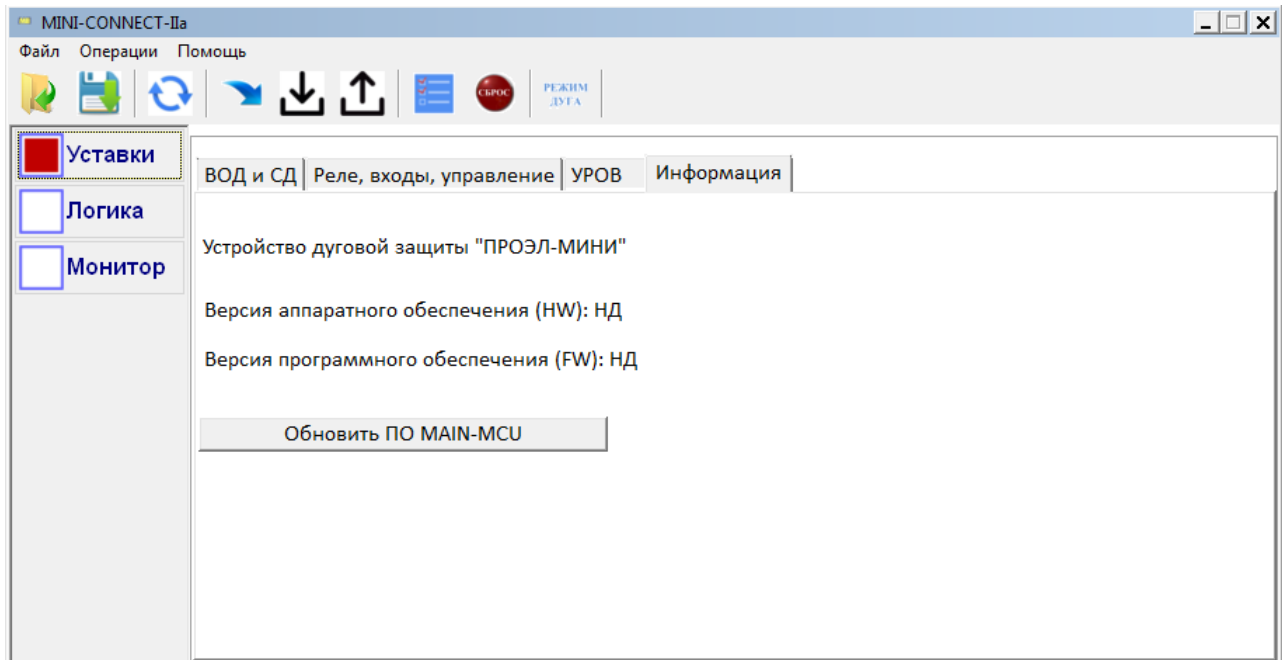 MINI-CONNECT-IIa
Файл Операции Помощь
СБРОС
РЕЖИМ
ДУГА
Уставки
Логика
Монитор
ВОД и СД Реле, входы, управление УРОВ Информация
Устройство дуговой защиты "ПРОЭЛ-МИНИ"
Версия аппаратного обеспечения (HW): НД
Версия программного обеспечения (FW): НД
Обновить ПО MAIN-MCU